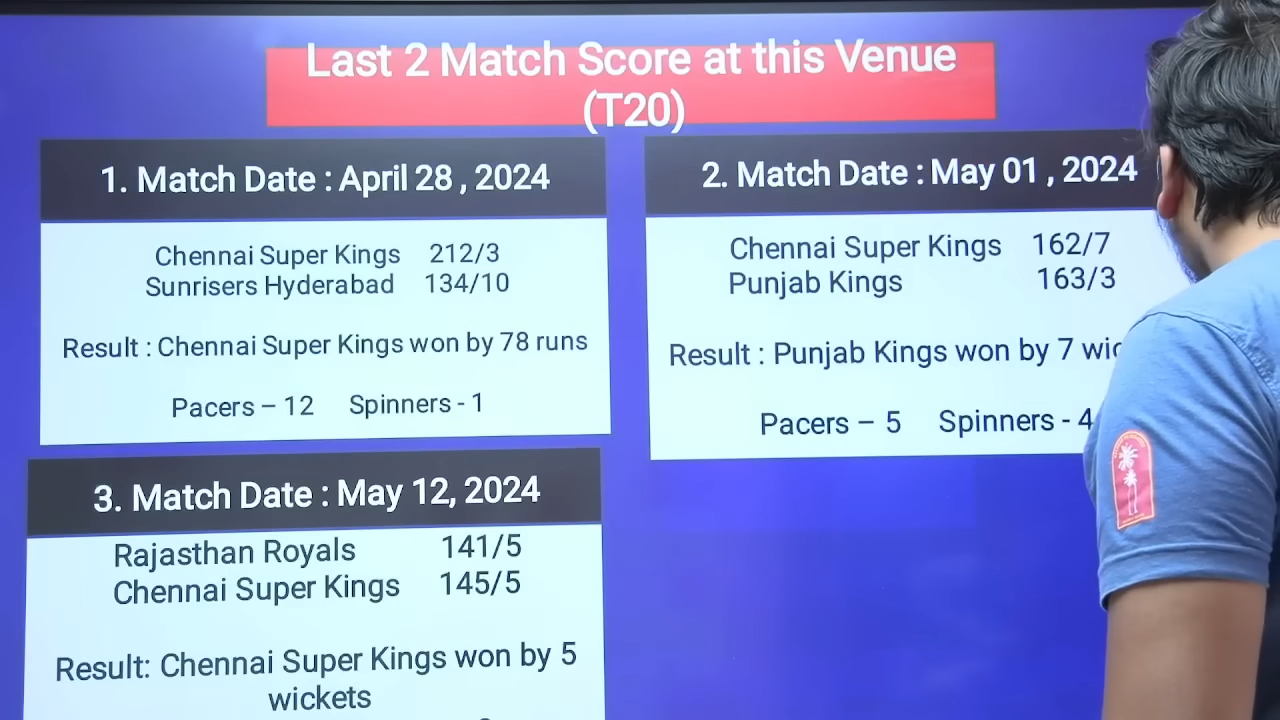 Last 2 Match Score at this Venue
(T20)
1. Match Date : April 28 , 2024
Chennai Super Kings 212/3
Sunrisers Hyderabad 134/10
Result : Chennai Super Kings won by 78 runs
Pacers – 12 Spinners - 1
2. Match Date : May 01 , 2024
Chennai Super Kings 162/7
Punjab Kings 163/3
Result : Punjab Kings won by 7
Pacers – 5 Spinners - 4
3. Match Date : May 12, 2024
Rajasthan Royals 141/5
Chennai Super Kings 145/5
Result: Chennai Super Kings won by 5
wickets